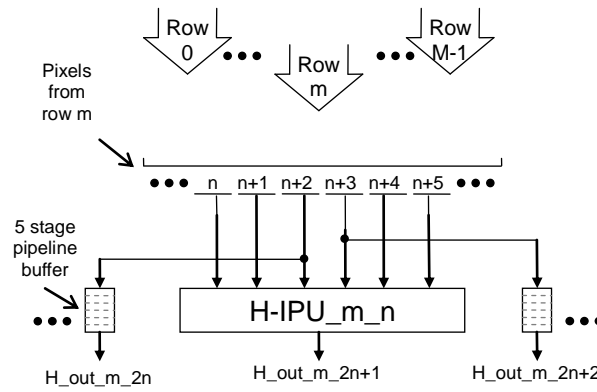 Row
0
Row
m
Row
M-1
Pixels
from
row m
n n+1 n+2 n+3 n+4 n+5
5 stage
pipeline
buffer
H-IPU_m_n
H_out_m_2n H_out_m_2n+1 H_out_m_2n+2